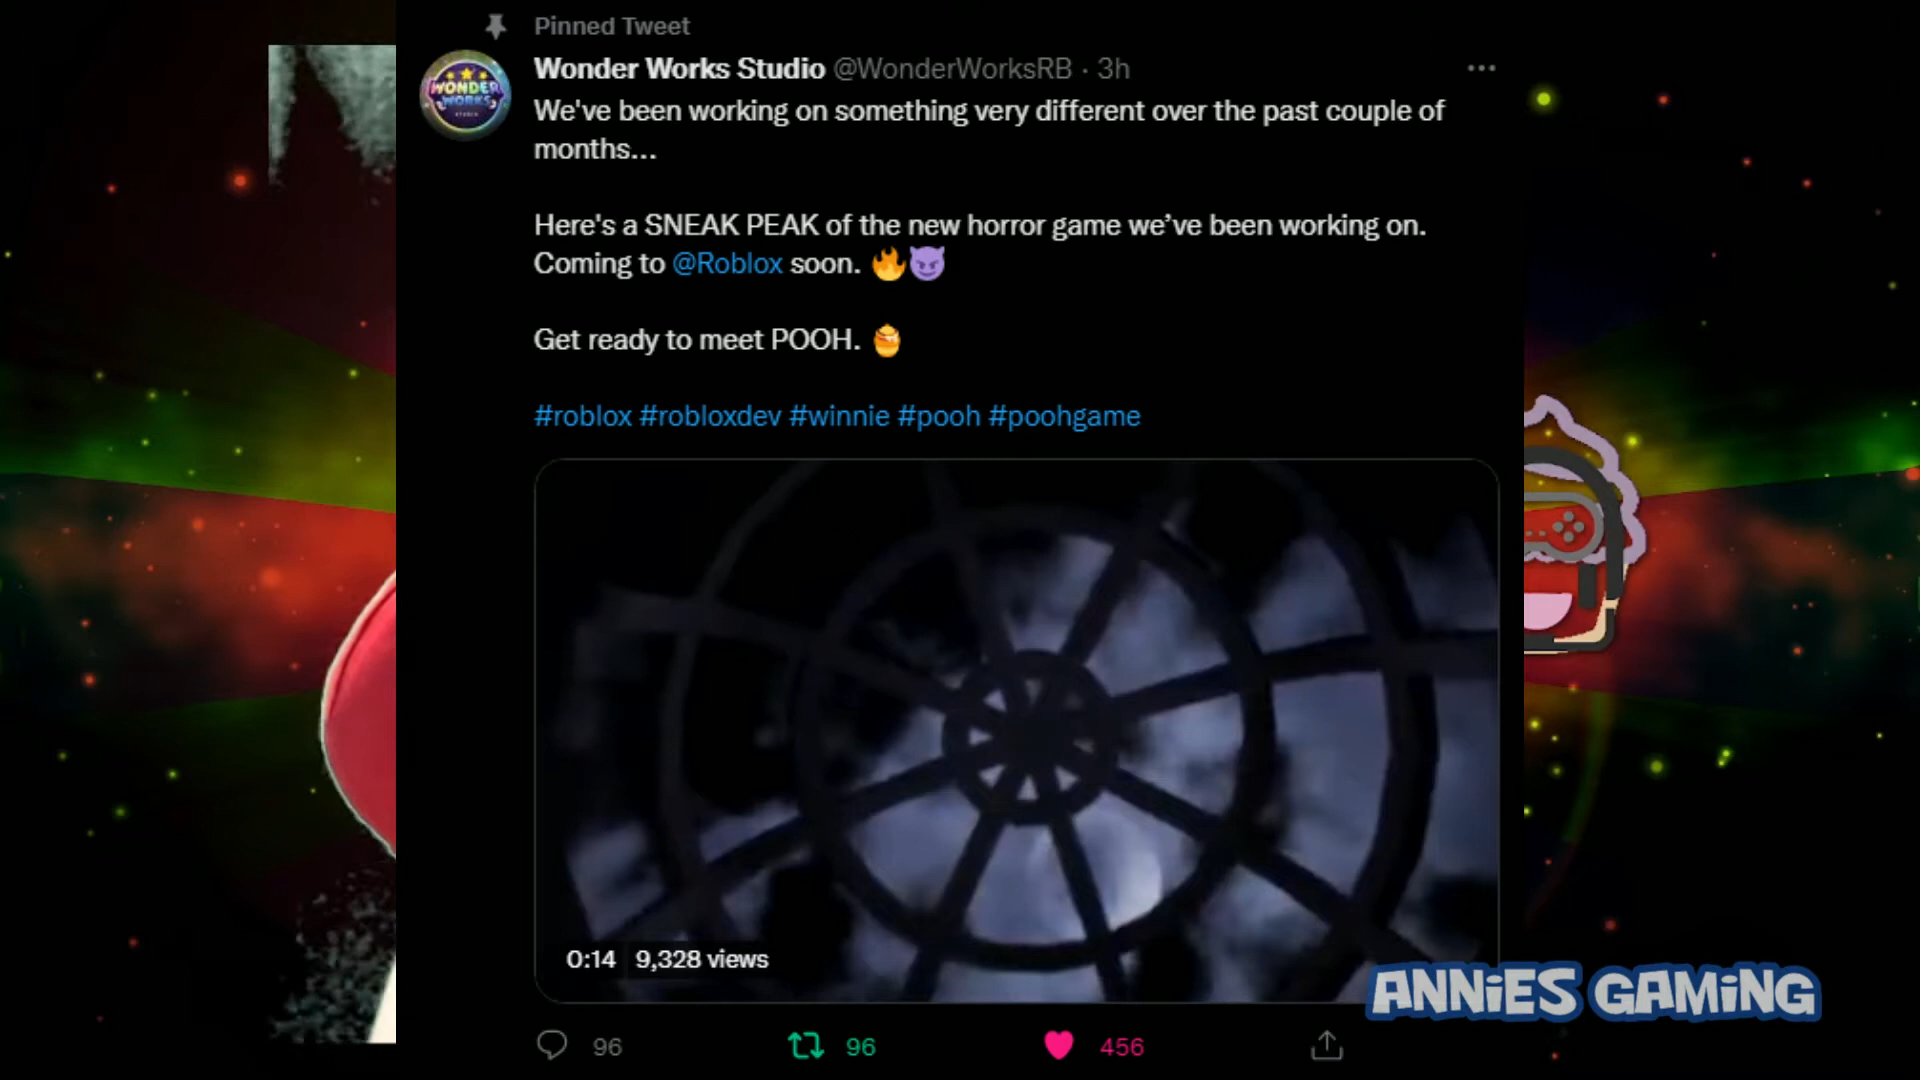 Pinned Tweet
Wonder Works Studio @WonderWorksRB · 3h
WONDER
WORKS
STUDIO
We've been working on something very different over the past couple of
months...
Here's a SNEAK PEAK of the new horror game we’ve been working on.
Coming to @Roblox soon. 🔥😈
Get ready to meet POOH. 🍯
#roblox #robloxdev #winnie #pooh #poohgame
0:14 9,328 views
ANNiES GAMiNG
96 96 456